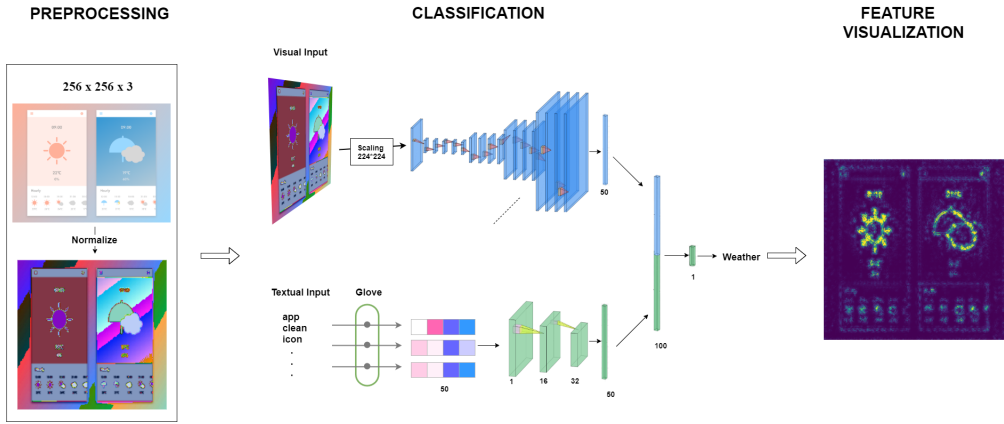 PREPROCESSING
CLASSIFICATION
FEATURE
VISUALIZATION
256 x 256 x 3
Normalize
Visual Input
Scaling
224*224
50
Textual Input
Glove
app
clean
icon
.
.
.
50
1
16
32
50
100
1
Weather